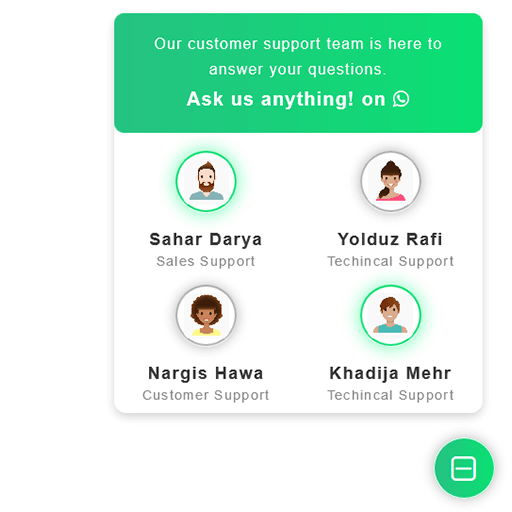 Our customer support team is here to
answer your questions.
Ask us anything! on
Sahar Darya
Sales Support
Yolduz Rafi
Techincal Support
Nargis Hawa
Customer Support
Khadija Mehr
Techincal Support